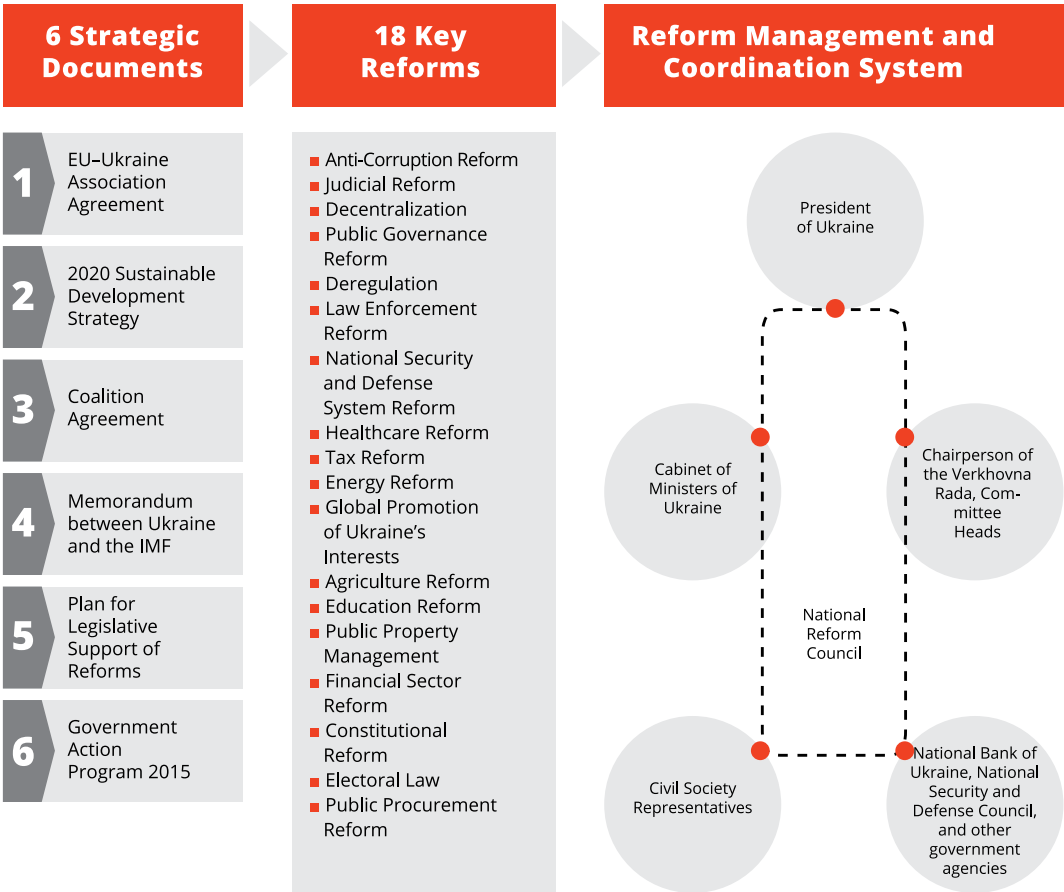 6 Strategic
Documents
18 Key
Reforms
Reform Management and
Coordination System
1
EU–Ukraine
Association
Agreement
2
2020 Sustainable
Development
Strategy
3
Coalition
Agreement
4
Memorandum
between Ukraine
and the IMF
5
Plan for
Legislative
Support of
Reforms
6
Government
Action
Program 2015
Anti-Corruption Reform
Judicial Reform
Decentralization
Public Governance
Reform
Deregulation
Law Enforcement
Reform
National Security
and Defense
System Reform
Healthcare Reform
Tax Reform
Energy Reform
Global Promotion
of Ukraine’s
Interests
Agriculture Reform
Education Reform
Public Property
Management
Financial Sector
Reform
Constitutional
Reform
Electoral Law
Public Procurement
Reform
President
of Ukraine
Cabinet of
Ministers of
Ukraine
Chairperson of
the Verkhovna
Rada, Com-
mittee
Heads
National
Reform
Council
Civil Society
Representatives
National Bank of
Ukraine, National
Security and
Defense Council,
and other
government
agencies